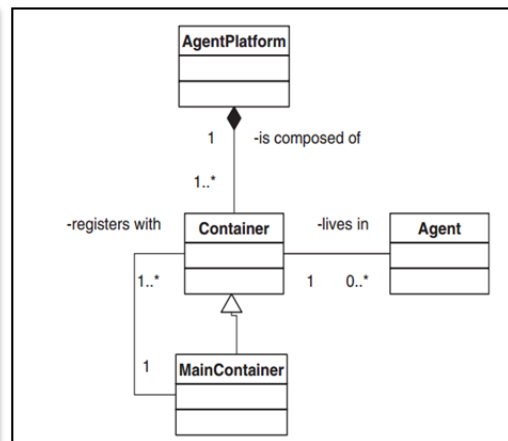 AgentPlatform
1 -is composed of
1..*
-registers with Container -lives in Agent
1..* 1 0..*
1 MainContainer